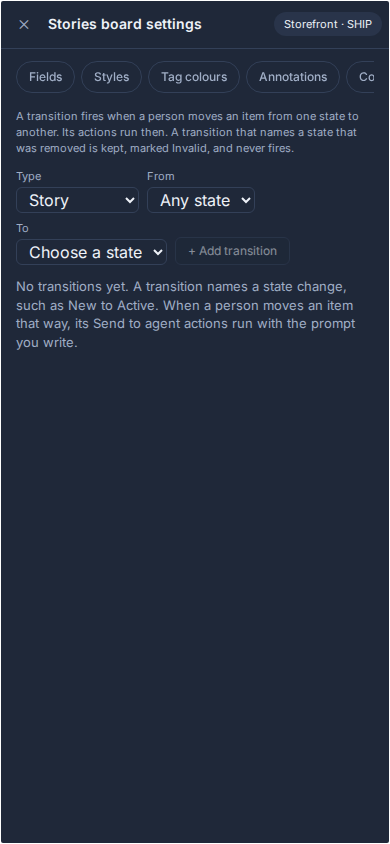 Stories board settings
Storefront · SHIP
Fields
Styles
Tag colours
Annotations
Co
A transition fires when a person moves an item from one state to
another. Its actions run then. A transition that names a state that
was removed is kept, marked Invalid, and never fires.
Type
From
Story
Any state
To
Choose a state
+ Add transition
No transitions yet. A transition names a state change,
such as New to Active. When a person moves an item
that way, its Send to agent actions run with the prompt
you write.